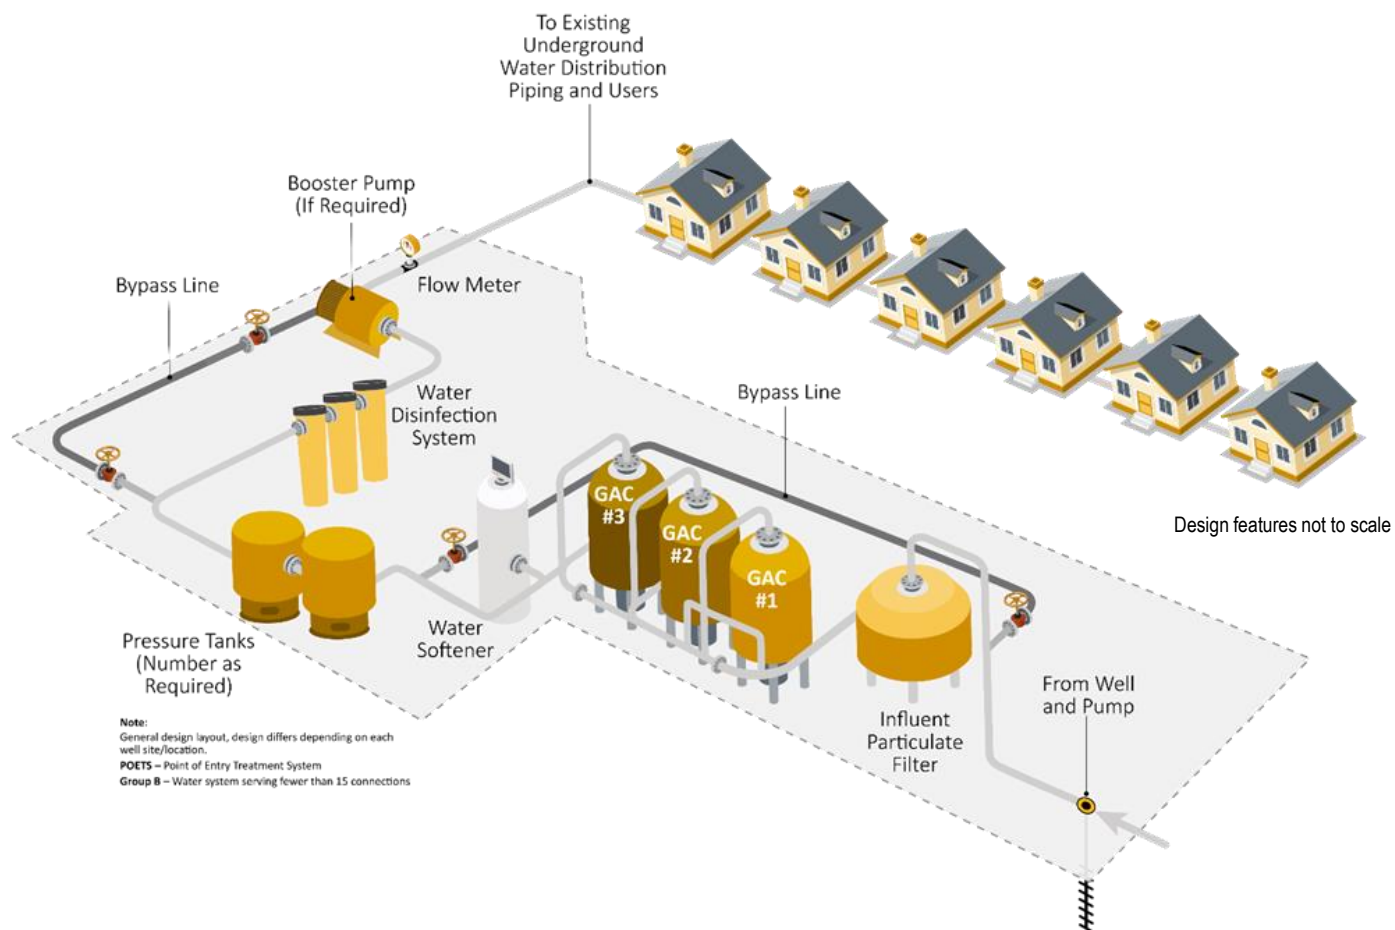 To Existing
Underground
Water Distribution
Piping and Users
Booster Pump
(If Required)
Bypass Line
Flow Meter
Water
Disinfection
System
Bypass Line
GAC
#3
GAC
#2
GAC
#1
Design features not to scale
Pressure Tanks
(Number as
Required)
Water
Softener
Influent
Particulate
Filter
From Well
and Pump
Note:
General design layout, design differs depending on each
well site/location.
POETS – Point of Entry Treatment System
Group B – Water system serving fewer than 15 connections